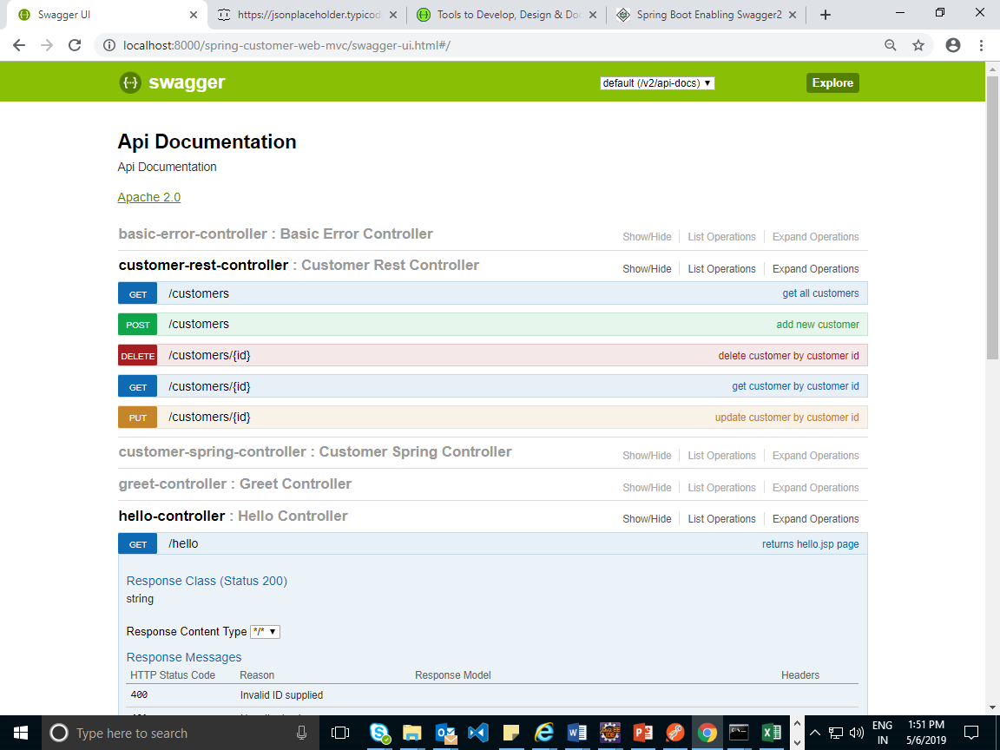 Swagger UI
https://jsonplaceholder.typicod
Tools to Develop, Design & Do
Spring Boot Enabling Swagger2
localhost:8000/spring-customer-web-mvc/swagger-ui.html#/
swagger
default (/v2/api-docs)
Explore
Api Documentation
Api Documentation
Apache 2.0
basic-error-controller : Basic Error Controller Show/Hide List Operations Expand Operations
customer-rest-controller : Customer Rest Controller Show/Hide List Operations Expand Operations
GET /customers get all customers
POST /customers add new customer
DELETE /customers/{id} delete customer by customer id
GET /customers/{id} get customer by customer id
PUT /customers/{id} update customer by customer id
customer-spring-controller : Customer Spring Controller Show/Hide List Operations Expand Operations
greet-controller : Greet Controller Show/Hide List Operations Expand Operations
hello-controller : Hello Controller Show/Hide List Operations Expand Operations
GET /hello returns hello.jsp page
Response Class (Status 200)
string
Response Content Type */*
Response Messages
HTTP Status Code Reason Response Model Headers
400 Invalid ID supplied
Type here to search
ENG 1:51 PM
IN 5/6/2019